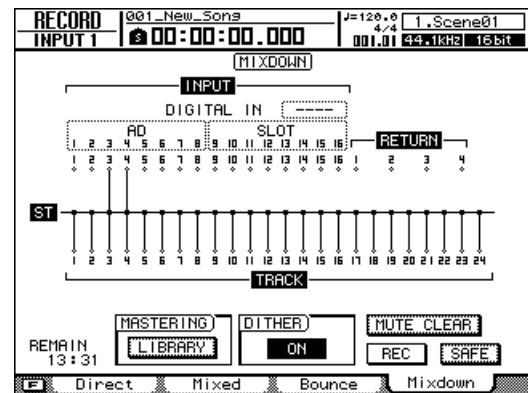 RECORD
INPUT 1
001_New_Song
S 00:00:00.000
♩=120.0
4/4
001.01
1.Scene01
44.1kHz 16bit
MIXDOWN
INPUT
DIGITAL IN ----
AD SLOT
1 2 3 4 5 6 7 8 9 10 11 12 13 14 15 16
RETURN
1 2 3 4 5 6 7 8 9 10 11 12 13 14 15 16 1 2 3 4
ST
1 2 3 4 5 6 7 8 9 10 11 12 13 14 15 16 17 18 19 20 21 22 23 24
TRACK
MASTERING
LIBRARY
DITHER
ON
MUTE CLEAR
REMAIN
13:31
REC SAFE
F Direct Mixed Bounce Mixdown